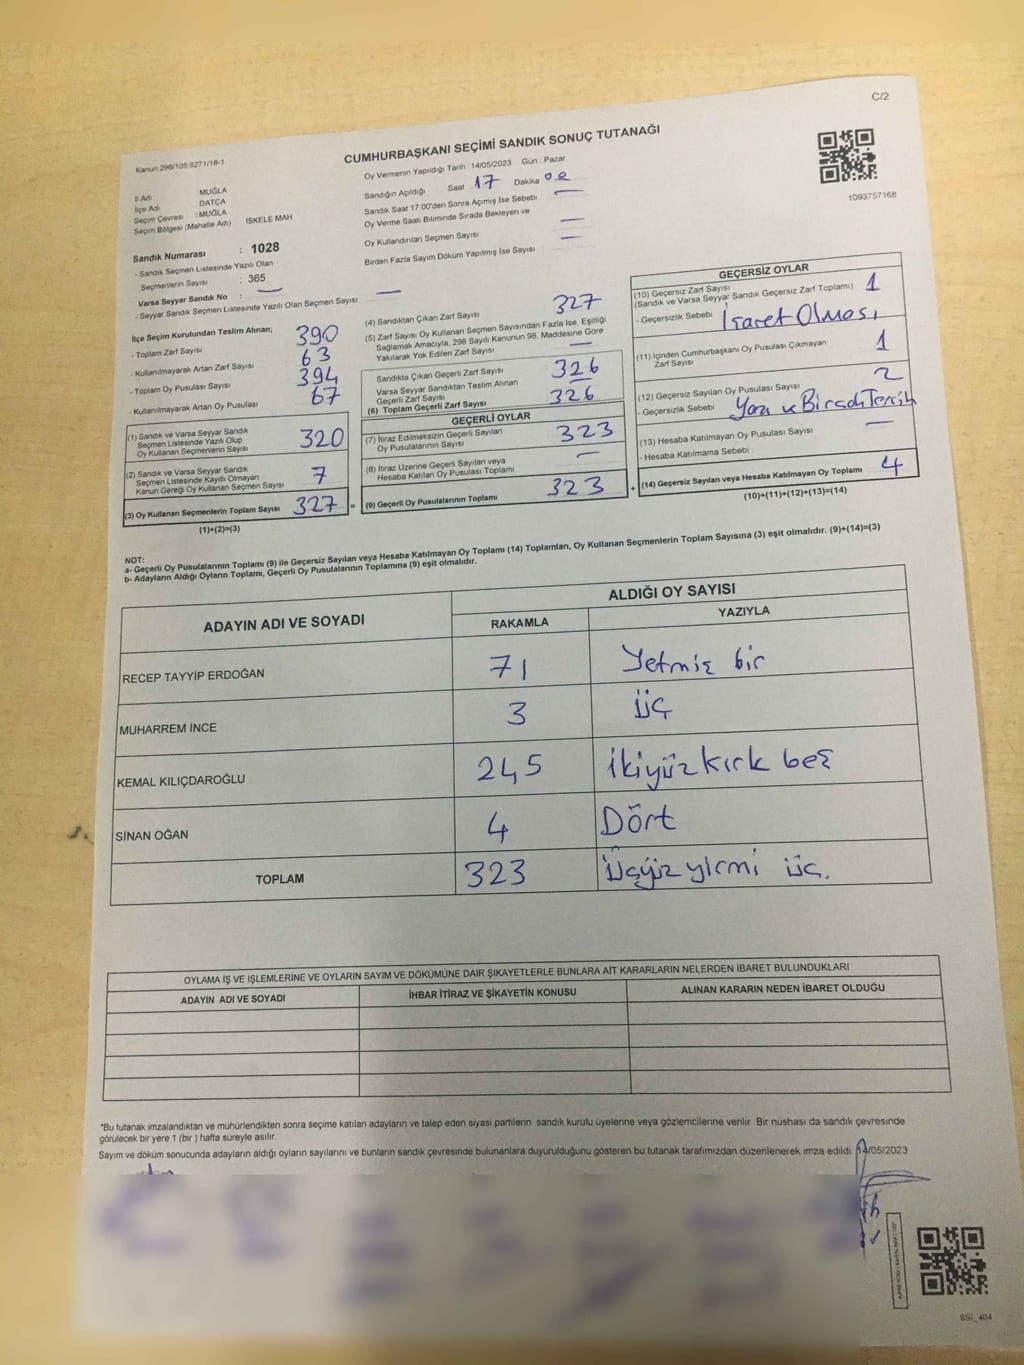 C/2
CUMHURBAŞKANI SEÇİMİ SANDIK SONUÇ TUTANAĞI
Kanun:298/105 6271/18-1
Oy Vermenin Yapıldığı Tarih : 14/05/2023 Gün : Pazar
İl Adı MUĞLA
İlçe Adı DATÇA
Seçim Çevresi : MUĞLA
Seçim Bölgesi (Mahalle Adı) İSKELE MAH.
Sandığın Açıldığı Saat 17 Dakika 00
Sandık Saat 17:00'den Sonra Açımış İse Sebebi —
Oy Verme Saati Bitiminde Sırada Bekleyen ve
Oy Kullandırılan Seçmen Sayısı —
Birden Fazla Sayım Döküm Yapılmış İse Sayısı —
1093757168
Sandık Numarası : 1028
- Sandık Seçmen Listesinde Yazılı Olan
Seçmenlerin Sayısı : 365
Varsa Seyyar Sandık No : —
- Seyyar Sandık Seçmen Listesinde Yazılı Olan Seçmen Sayısı —
İlçe Seçim Kurulundan Teslim Alınan;
- Toplam Zarf Sayısı 390
- Kullanılmayarak Artan Zarf Sayısı 63
- Toplam Oy Pusulası Sayısı 394
- Kullanılmayarak Artan Oy Pusulası 67
(1) Sandık ve Varsa Seyyar Sandık
Seçmen Listesinde Yazılı Olup
Oy Kullanan Seçmenlerin Sayısı 320
(2) Sandık ve Varsa Seyyar Sandık
Seçmen Listesinde Kayıtlı Olmayan
Kanun Gereği Oy Kullanan Seçmen Sayısı 7
(3) Oy Kullanan Seçmenlerin Toplam Sayısı 327
(1)+(2)=(3)
(4) Sandıktan Çıkan Zarf Sayısı 327
(5) Zarf Sayısı Oy Kullanan Seçmen Sayısından Fazla İse, Eşitliği
Sağlamak Amacıyla, 298 Sayılı Kanunun 98. Maddesine Göre
Yakılarak Yok Edilen Zarf Sayısı —
Sandıkta Çıkan Geçerli Zarf Sayısı 326
Varsa Seyyar Sandıktan Teslim Alınan
Geçerli Zarf Sayısı —
(6) Toplam Geçerli Zarf Sayısı 326
GEÇERLİ OYLAR
(7) İtiraz Edilmeksizin Geçerli Sayılan
Oy Pusulalarının Sayısı 323
(8) İtiraz Üzerine Geçerli Sayılan veya
Hesaba Katılan Oy Pusulası Toplamı —
(9) Geçerli Oy Pusulalarının Toplamı 323
GEÇERSİZ OYLAR
(10) Geçersiz Zarf Sayısı
(Sandık ve Varsa Seyyar Sandık Geçersiz Zarf Toplamı) 1
- Geçersizlik Sebebi İşaret Olması
(11) İçinden Cumhurbaşkanı Oy Pusulası Çıkmayan
Zarf Sayısı 1
(12) Geçersiz Sayılan Oy Pusulası Sayısı 2
- Geçersizlik Sebebi
(13) Hesaba Katılmayan Oy Pusulası Sayısı —
- Hesaba Katılmama Sebebi :
(14) Geçersiz Sayılan veya Hesaba Katılmayan Oy Toplamı 4
(10)+(11)+(12)+(13)=(14)
NOT:
a- Geçerli Oy Pusulalarının Toplamı (9) ile Geçersiz Sayılan veya Hesaba Katılmayan Oy Toplamı (14) Toplamları, Oy Kullanan Seçmenlerin Toplam Sayısına (3) eşit olmalıdır. (9)+(14)=(3)
b- Adayların Aldığı Oyların Toplamı, Geçerli Oy Pusulalarının Toplamına (9) eşit olmalıdır.
ADAYIN ADI VE SOYADI
ALDIĞI OY SAYISI
RAKAMLA YAZIYLA
RECEP TAYYİP ERDOĞAN 71 Yetmiş bir
MUHARREM İNCE 3 üç
KEMAL KILIÇDAROĞLU 245 ikiyüz kırk beş
SİNAN OĞAN 4 Dört
TOPLAM 323 Üçyüz yirmi üç.
OYLAMA İŞ VE İŞLEMLERİNE VE OYLARIN SAYIM VE DÖKÜMÜNE DAİR ŞİKAYETLERLE BUNLARA AİT KARARLARIN NELERDEN İBARET BULUNDUKLARI
ADAYIN ADI VE SOYADI İHBAR İTİRAZ VE ŞİKAYETİN KONUSU ALINAN KARARIN NEDEN İBARET OLDUĞU
*Bu tutanak imzalandıktan ve mühürlendikten sonra seçime katılan adayların ve talep eden siyasi partilerin sandık kurulu üyelerine veya gözlemcilerine verilir. Bir nüshası da sandık çevresinde
görülecek bir yere 1 (bir ) hafta süreyle asılır.
Sayım ve döküm sonucunda adayların aldığı oyların sayılarını ve bunların sandık çevresinde bulunanlara duyurulduğunu gösteren bu tutanak tarafımızdan düzenlenerek imza edildi. 14/05/2023
SSI_404